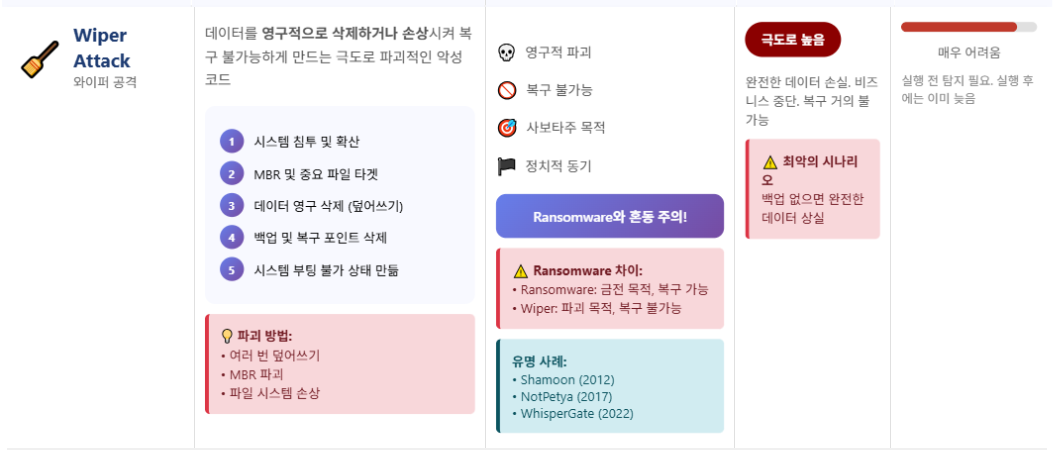 Wiper
Attack
와이퍼 공격
데이터를 영구적으로 삭제하거나 손상시켜 복
구 불가능하게 만드는 극도로 파괴적인 악성
코드
1 시스템 침투 및 확산
2 MBR 및 중요 파일 타겟
3 데이터 영구 삭제 (덮어쓰기)
4 백업 및 복구 포인트 삭제
5 시스템 부팅 불가 상태 만듦
파괴 방법:
• 여러 번 덮어쓰기
• MBR 파괴
• 파일 시스템 손상
영구적 파괴
복구 불가능
사보타주 목적
정치적 동기
Ransomware와 혼동 주의!
Ransomware 차이:
• Ransomware: 금전 목적, 복구 가능
• Wiper: 파괴 목적, 복구 불가능
유명 사례:
• Shamoon (2012)
• NotPetya (2017)
• WhisperGate (2022)
극도로 높음
완전한 데이터 손실. 비즈
니스 중단. 복구 거의 불
가능
최악의 시나리
오
백업 없으면 완전한
데이터 상실
매우 어려움
실행 전 탐지 필요. 실행 후
에는 이미 늦음